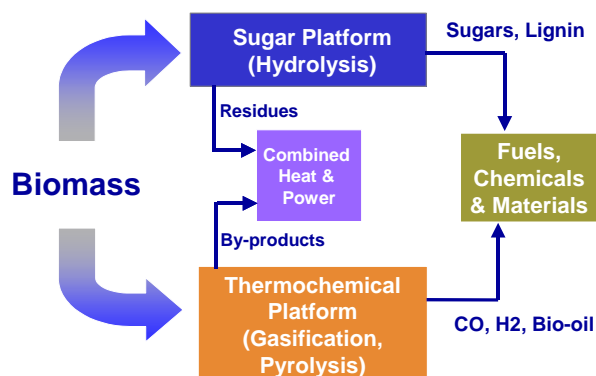 Sugar Platform
(Hydrolysis)
Sugars, Lignin
Residues
Combined
Heat &
Power
Fuels,
Chemicals
& Materials
Biomass
By-products
Thermochemical
Platform
(Gasification,
Pyrolysis)
CO, H2, Bio-oil